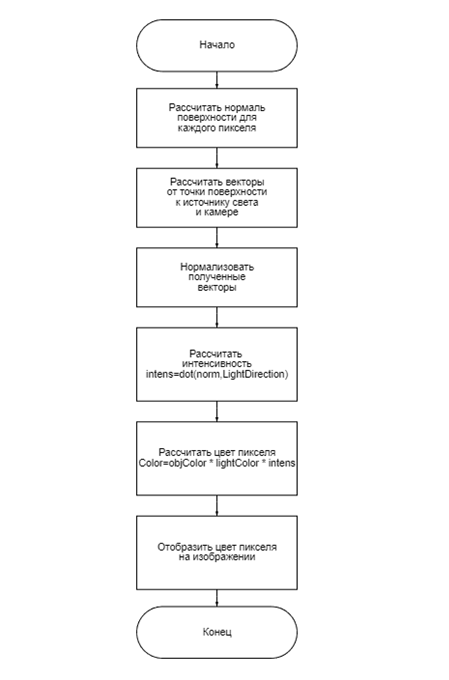 Начало
Рассчитать нормаль
поверхности для
каждого пикселя
Рассчитать векторы
от точки поверхности
к источнику света
и камере
Нормализовать
полученные
векторы
Рассчитать
интенсивность
intens=dot(norm,LightDirection)
Рассчитать цвет пикселя
Color=objColor * lightColor * intens
Отобразить цвет пикселя
на изображении
Конец